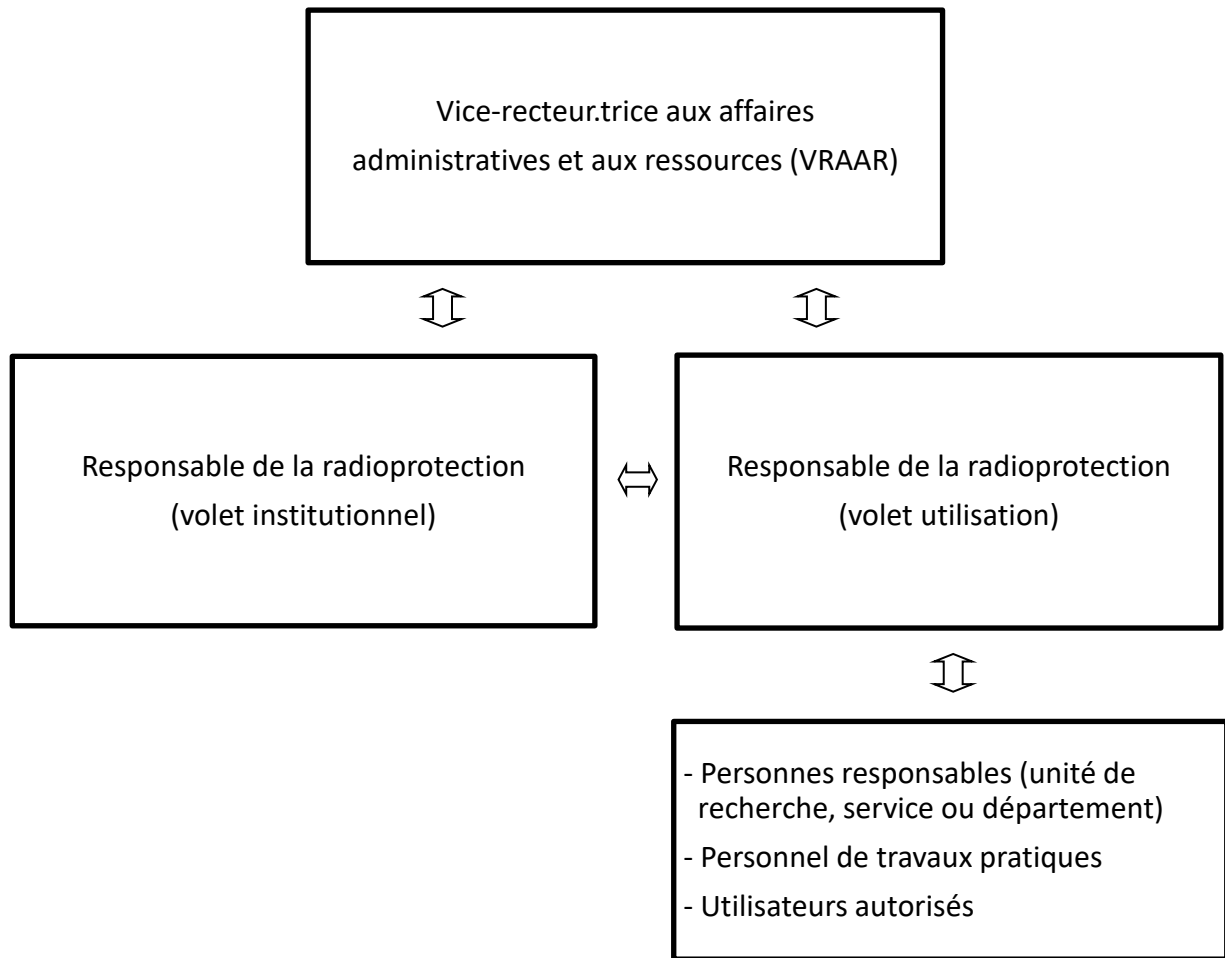 Vice-recteur.trice aux affaires
administratives et aux ressources (VRAAR)
Responsable de la radioprotection
(volet institutionnel)
Responsable de la radioprotection
(volet utilisation)
- Personnes responsables (unité de
recherche, service ou département)
- Personnel de travaux pratiques
- Utilisateurs autorisés